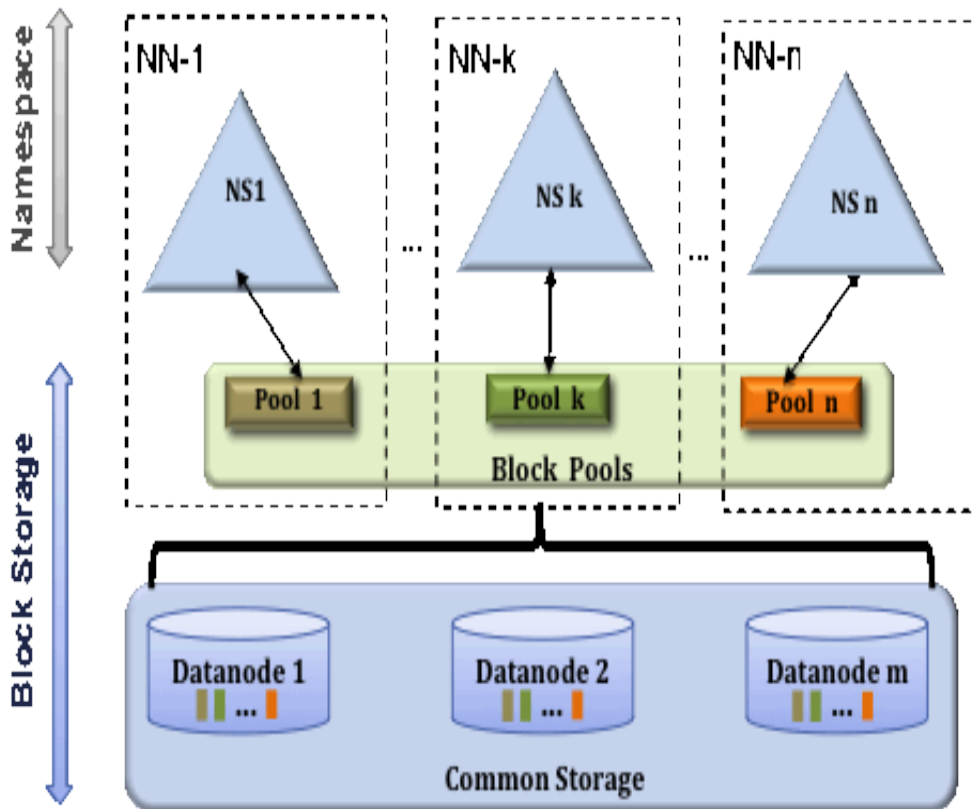 Namespace
NN-1
NN-k
NN-n
NS1
NS k
NS n
...
...
Block Storage
Pool 1
Pool k
Pool n
Block Pools
Datanode 1
...
Datanode 2
...
Datanode m
...
Common Storage